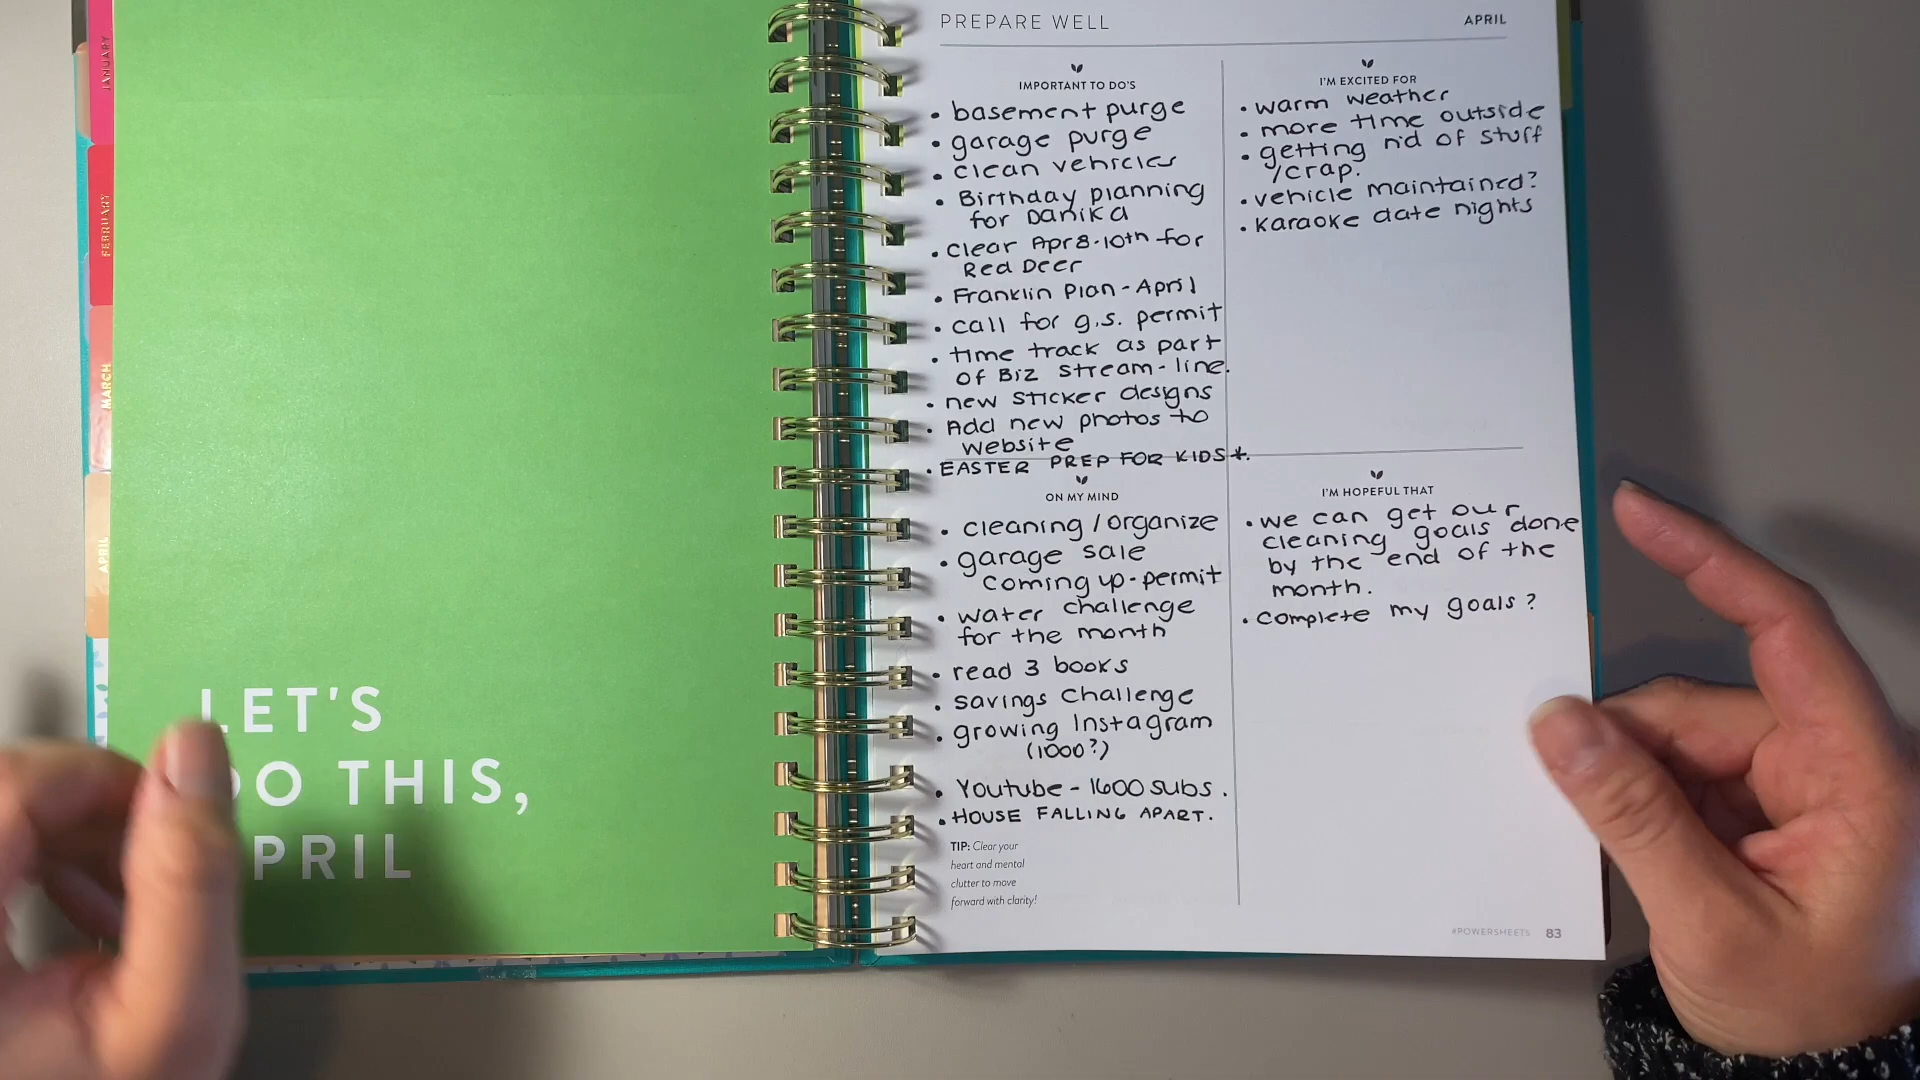 JANUARY
FEBRUARY
MARCH
APRIL
LET'S
DO THIS,
APRIL
PREPARE WELL
APRIL
IMPORTANT TO DO'S
• basement purge
• garage purge
• clean vehicles
• Birthday planning
for Danika
• Clear Apr 8-10th for
Red Deer
• Franklin Plan - April
• call for g.s. permit
• time track as part
of Biz stream-line.
• new sticker designs
• Add new photos to
website
• EASTER PREP FOR KIDS *.
I'M EXCITED FOR
• warm weather
• more time outside
• getting rid of stuff
/crap.
• vehicle maintained?
• karaoke date nights
ON MY MIND
• cleaning / organize
• garage sale
coming up - permit
• water challenge
for the month
• read 3 books
• savings challenge
• growing Instagram
(1000?)
• Youtube - 1600 subs.
• HOUSE FALLING APART.
TIP: Clear your
heart and mental
clutter to move
forward with clarity!
I'M HOPEFUL THAT
• we can get our
cleaning goals done
by the end of the
month.
• complete my goals?
#POWERSHEETS 83